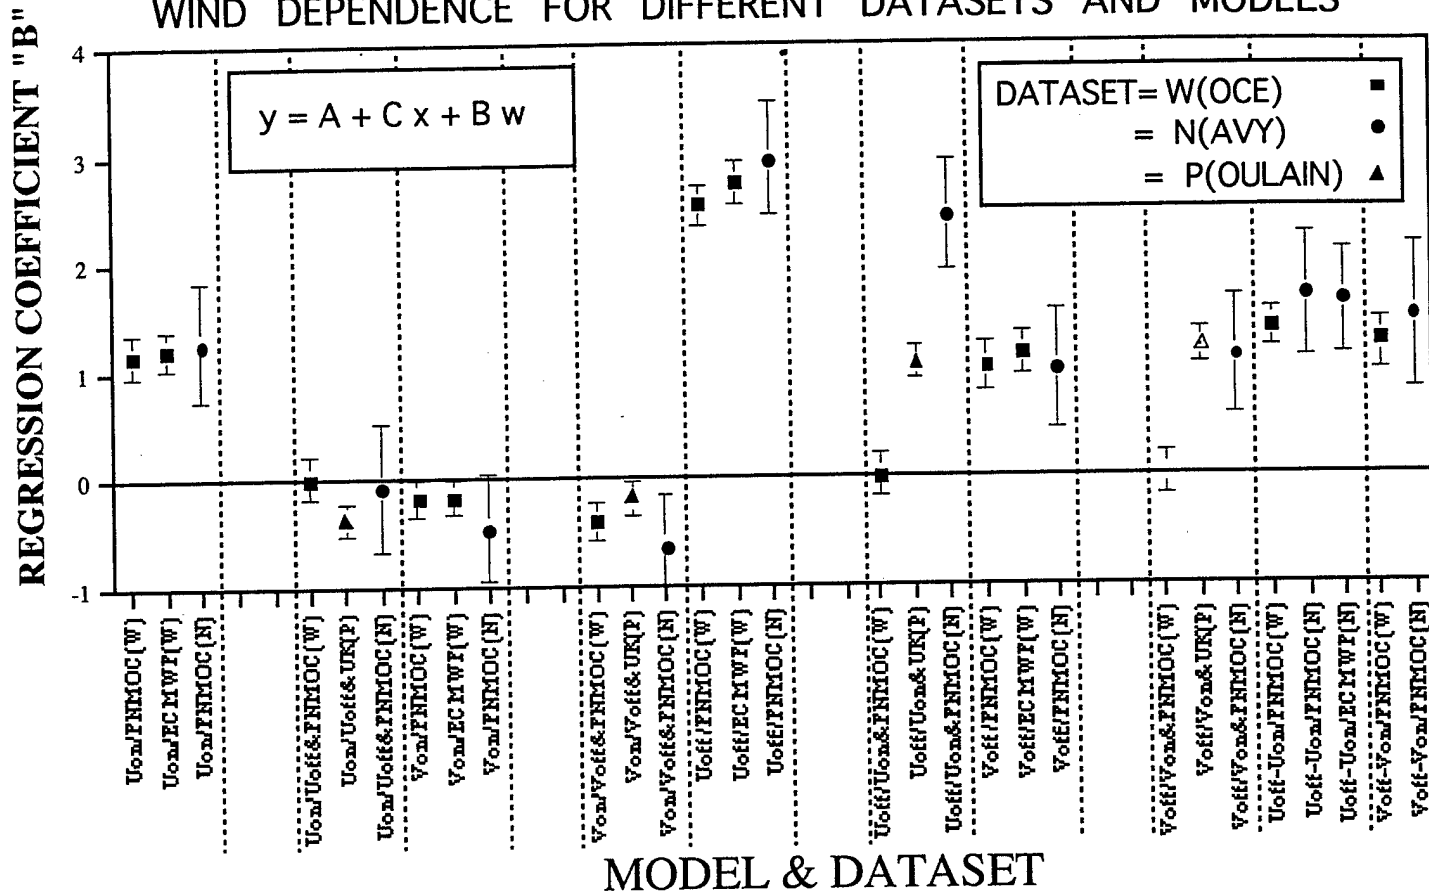 WIND DEPENDENCE FOR DIFFERENT DATASETS AND MODELS
REGRESSION COEFFICIENT "B"
4
3
2
1
0
-1
y = A + C x + B w
DATASET= W(OCE)
= N(AVY)
= P(OULAIN)
Uon/FNMOC(W)
Uon/ECMWF(W)
Uon/FNMOC(N)
Uon/Uoff&FNMOC(W)
Uon/Uoff&UK(P)
Uon/Uoff&FNMOC(N)
Von/FNMOC(W)
Von/ECMWF(W)
Von/FNMOC(N)
Von/Voff&FNMOC(W)
Von/Voff&UK(P)
Von/Voff&FNMOC(N)
Uoff/FNMOC(W)
Uoff/ECMWF(W)
Uoff/FNMOC(N)
Uoff/Uon&FNMOC(W)
Uoff/Uon&UK(P)
Uoff/Uon&FNMOC(N)
Voff/FNMOC(W)
Voff/ECMWF(W)
Voff/FNMOC(N)
Voff/Von&FNMOC(W)
Voff/Von&UK(P)
Voff/Von&FNMOC(N)
Uoff-Uon/FNMOC(W)
Uoff-Uon/FNMOC(N)
Uoff-Uon/ECMWF(N)
Voff-Von/FNMOC(W)
Voff-Von/FNMOC(N)
MODEL & DATASET